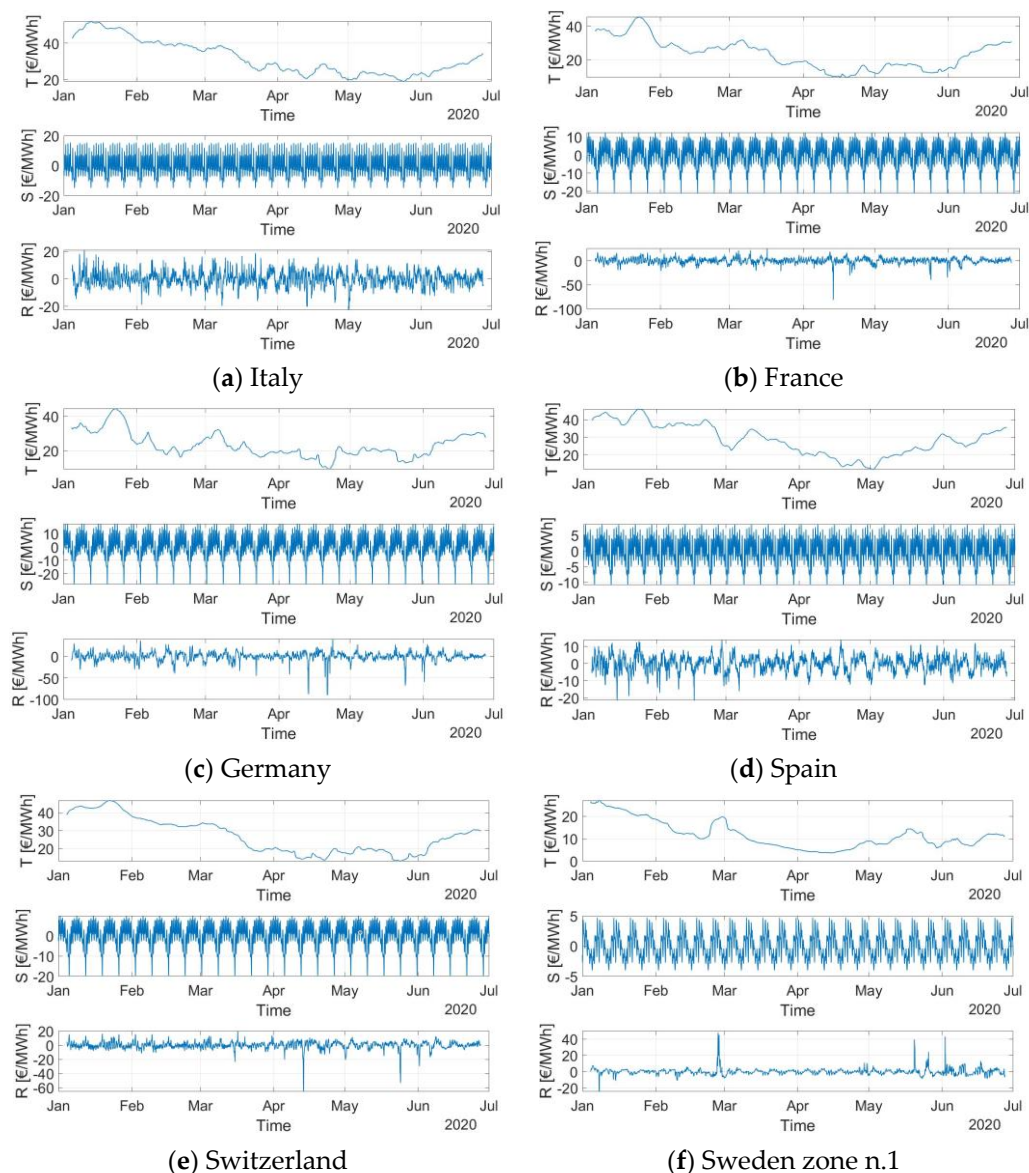 T [€/MWh]
40
20
Jan Feb Mar Apr May Jun Jul
Time 2020
S [€/MWh]
20
0
-20
Jan Feb Mar Apr May Jun Jul
Time 2020
R [€/MWh]
20
0
-20
Jan Feb Mar Apr May Jun Jul
Time 2020
(a) Italy
T [€/MWh]
40
20
Jan Feb Mar Apr May Jun Jul
Time 2020
S [€/MWh]
10
0
-10
-20
Jan Feb Mar Apr May Jun Jul
Time 2020
R [€/MWh]
0
-50
-100
Jan Feb Mar Apr May Jun Jul
Time 2020
(b) France
T [€/MWh]
40
20
Jan Feb Mar Apr May Jun Jul
Time 2020
S [€/MWh]
10
0
-10
-20
Jan Feb Mar Apr May Jun Jul
Time 2020
R [€/MWh]
0
-50
-100
Jan Feb Mar Apr May Jun Jul
Time 2020
(c) Germany
T [€/MWh]
40
30
20
Jan Feb Mar Apr May Jun Jul
Time 2020
S [€/MWh]
5
0
-5
-10
Jan Feb Mar Apr May Jun Jul
Time 2020
R [€/MWh]
10
0
-10
-20
Jan Feb Mar Apr May Jun Jul
Time 2020
(d) Spain
T [€/MWh]
40
30
20
Jan Feb Mar Apr May Jun Jul
Time 2020
S [€/MWh]
0
-10
-20
Jan Feb Mar Apr May Jun Jul
Time 2020
R [€/MWh]
20
0
-20
-40
-60
Jan Feb Mar Apr May Jun Jul
Time 2020
(e) Switzerland
T [€/MWh]
20
10
0
Jan Feb Mar Apr May Jun Jul
Time 2020
S [€/MWh]
5
0
-5
Jan Feb Mar Apr May Jun Jul
Time 2020
R [€/MWh]
40
20
0
-20
Jan Feb Mar Apr May Jun Jul
Time 2020
(f) Sweden zone n.1